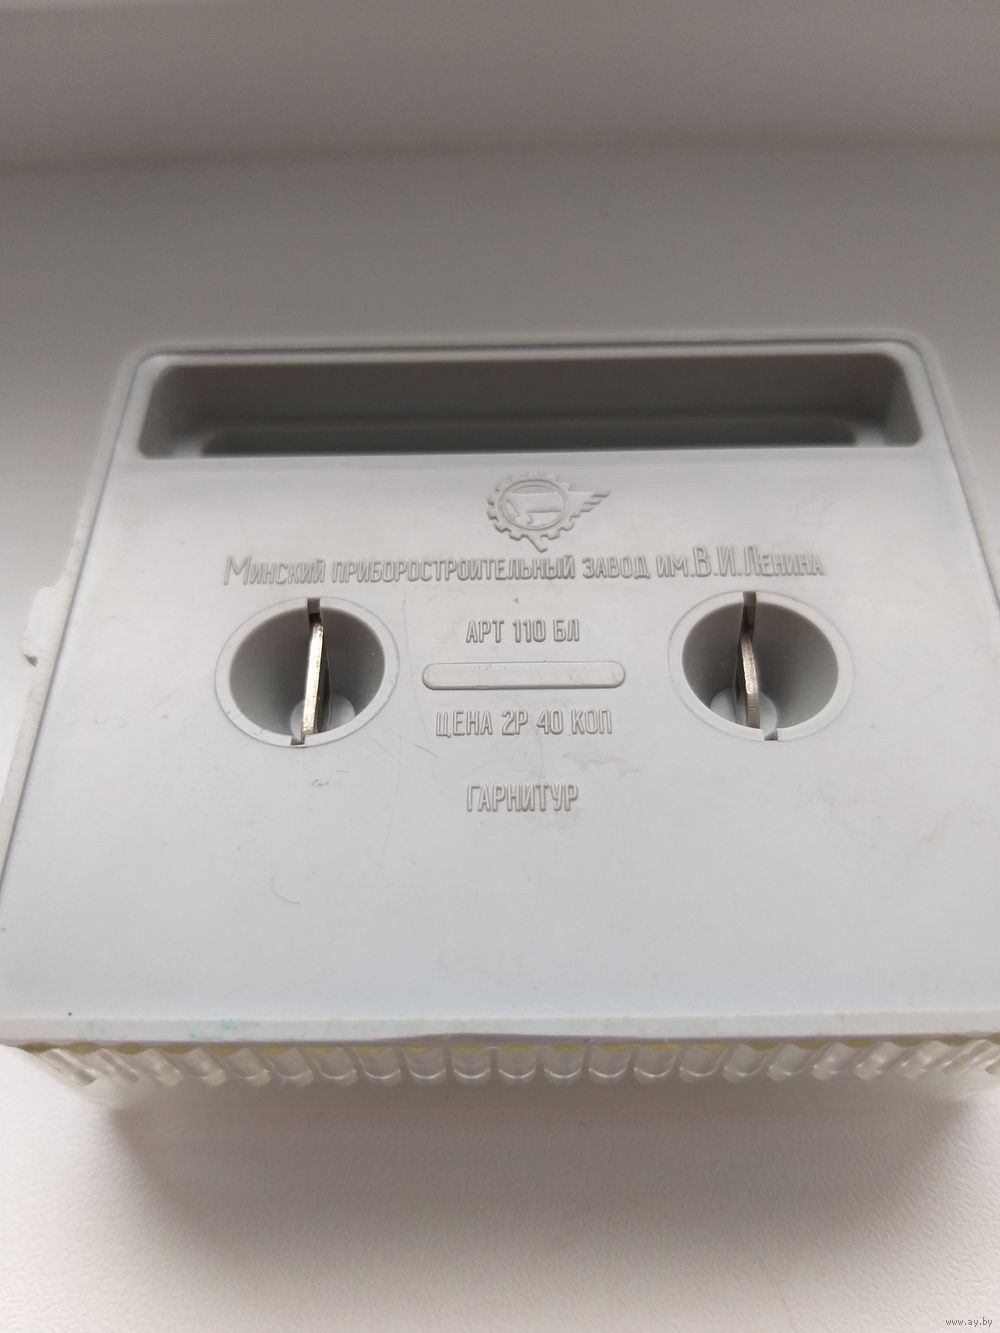 Минский приборостроительный завод им.В.И.Ленина
АРТ 110 БЛ
ЦЕНА 2Р 40 КОП
ГАРНИТУР
www.ay.by